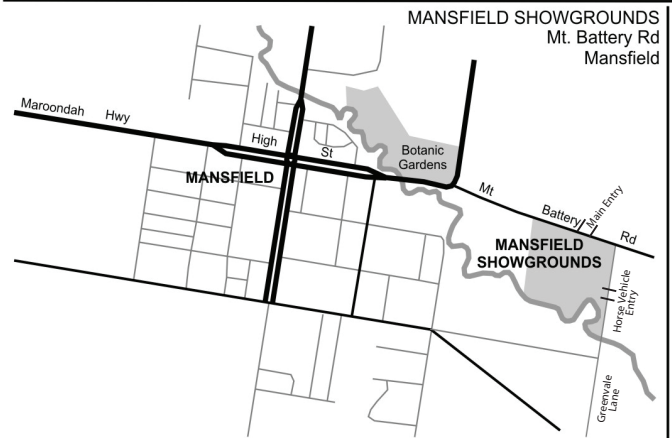 MANSFIELD SHOWGROUNDS
Mt. Battery Rd
Mansfield
Maroondah Hwy
High St
MANSFIELD
Botanic
Gardens
Mt Battery Rd
Main Entry
MANSFIELD
SHOWGROUNDS
Horse Vehicle
Entry
Greenvale
Lane